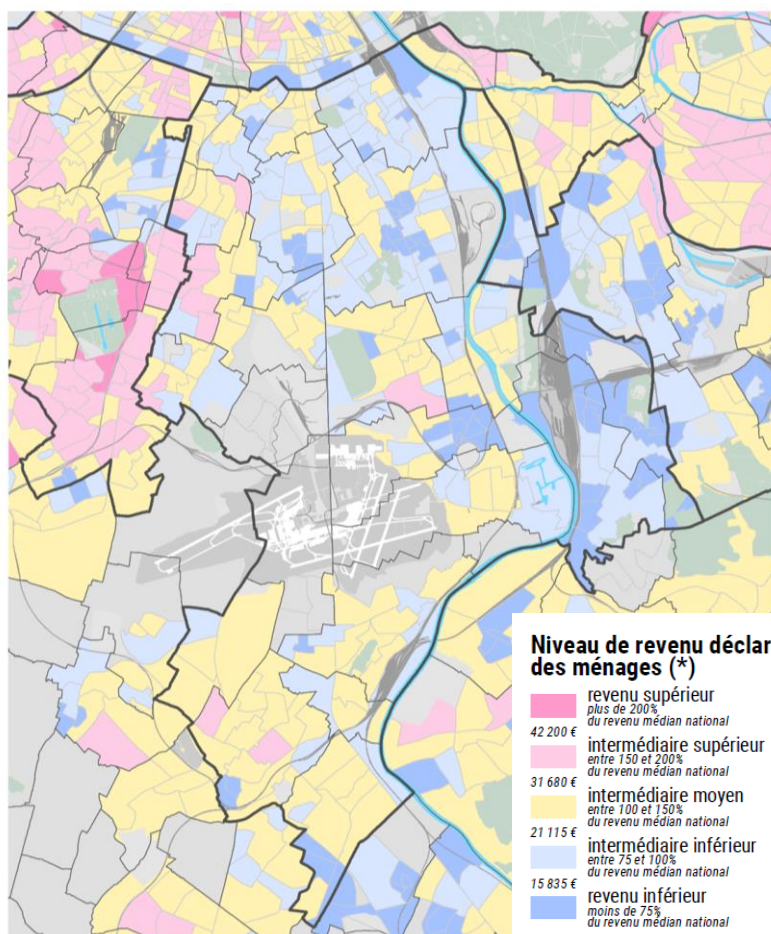 Niveau de revenu déclar
des ménages (*)
revenu supérieur
plus de 200%
du revenu médian national
42 200 €
intermédiaire supérieur
entre 150 et 200%
du revenu médian national
31 680 €
intermédiaire moyen
entre 100 et 150%
du revenu médian national
21 115 €
intermédiaire inférieur
entre 75 et 100%
du revenu médian national
15 835 €
revenu inférieur
moins de 75%
du revenu médian national